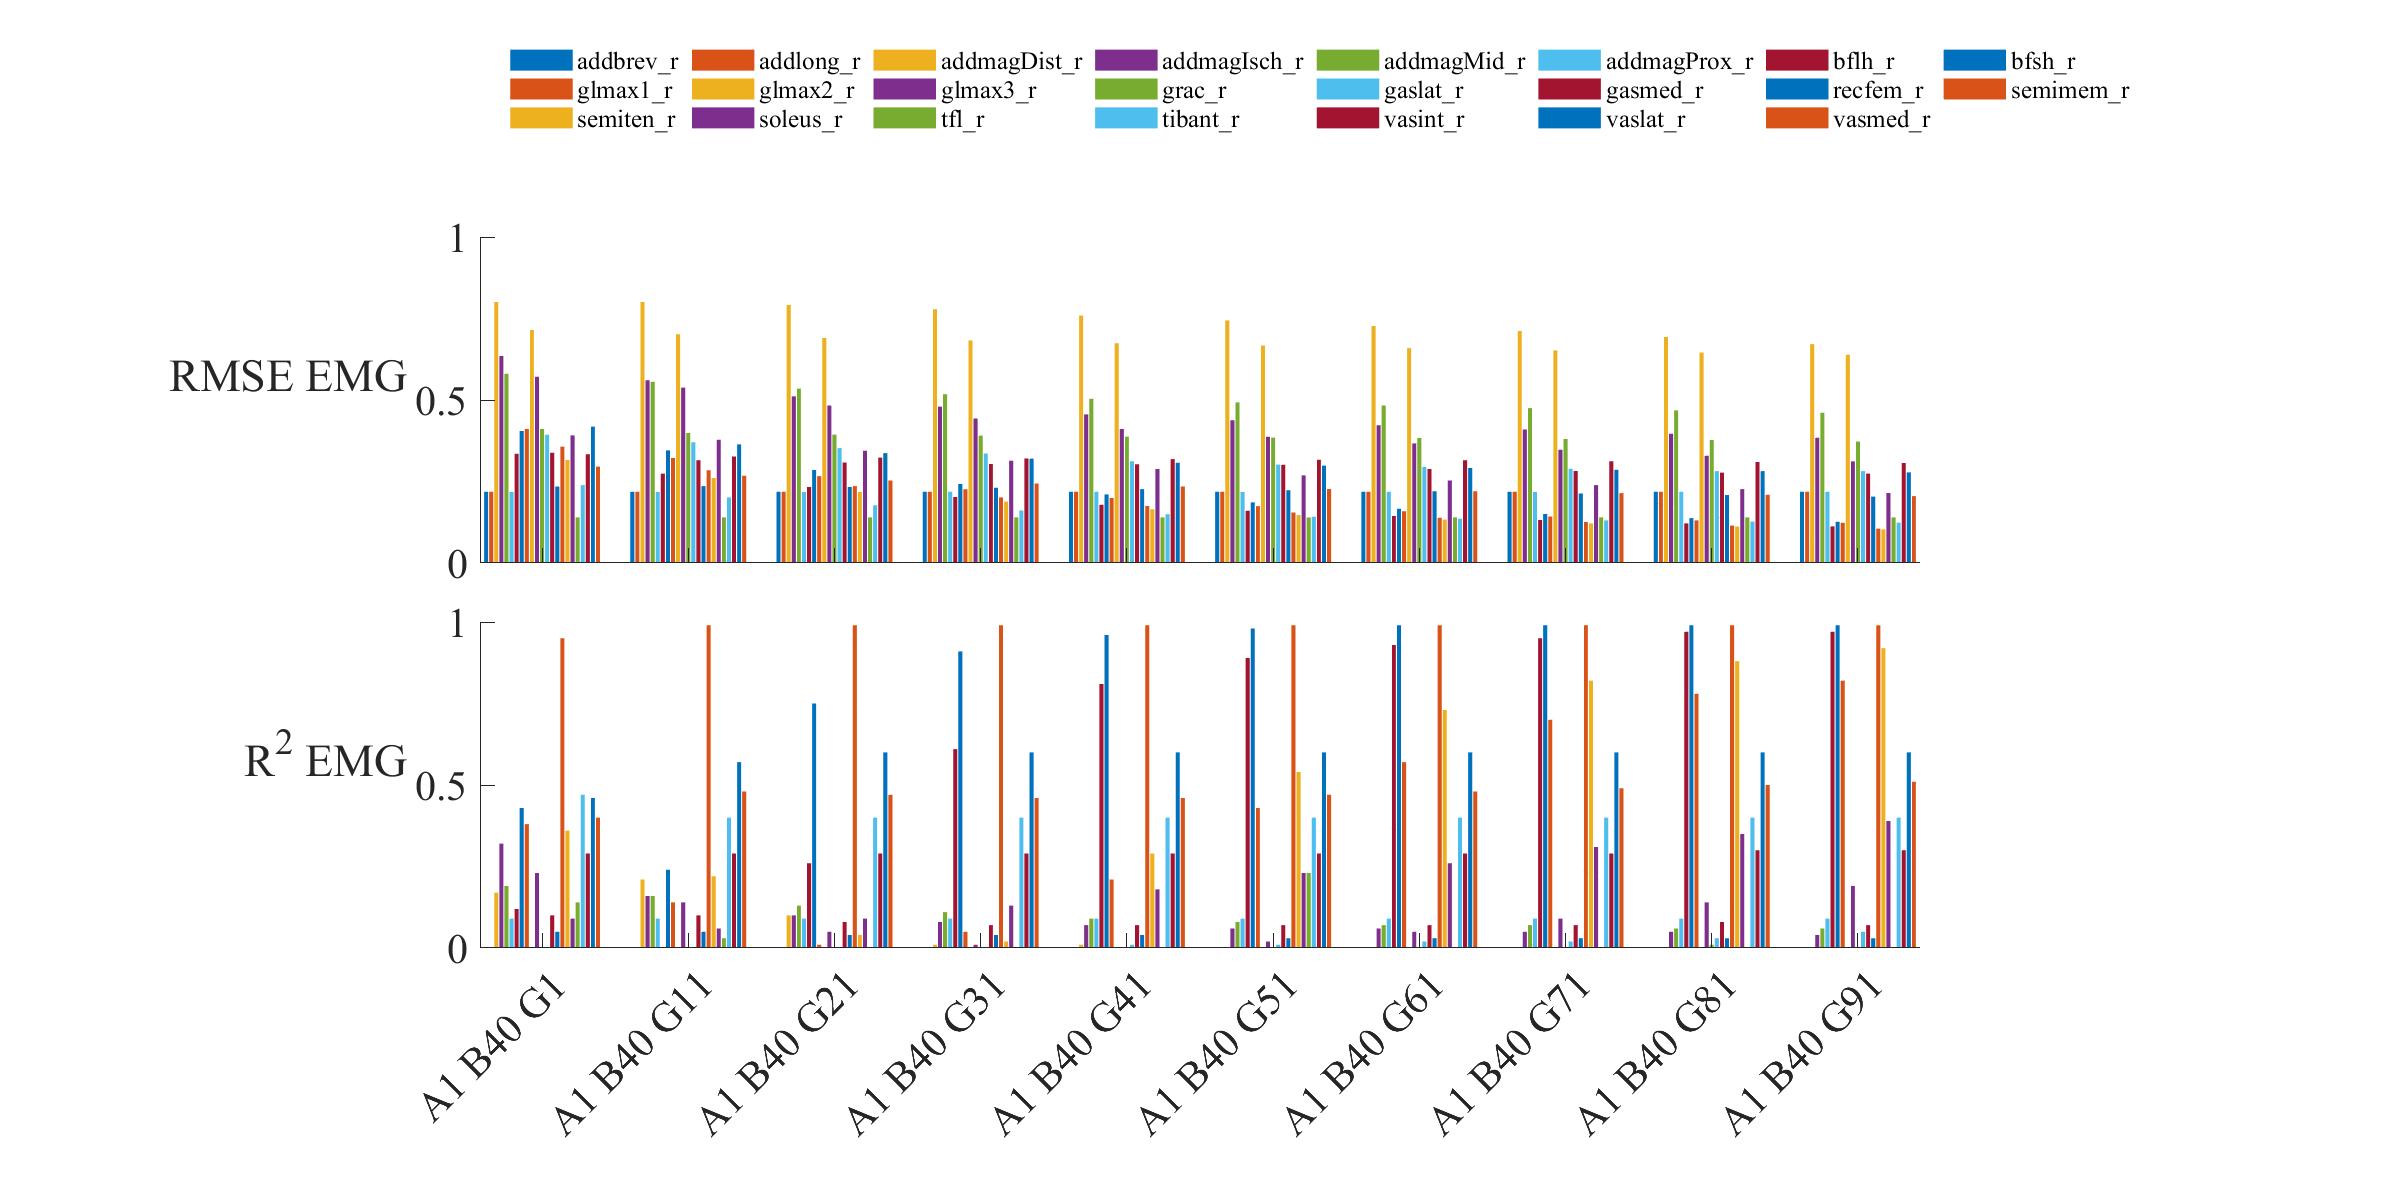 addbrev_r addlong_r addmagDist_r addmagIsch_r addmagMid_r addmagProx_r bflh_r bfsh_r
glmax1_r glmax2_r glmax3_r grac_r gaslat_r gasmed_r recfem_r semimem_r
semiten_r soleus_r tfl_r tibant_r vasint_r vaslat_r vasmed_r
1
RMSE EMG
0.5
0
1
R² EMG
0.5
0
A1 B40 G1
A1 B40 G11
A1 B40 G21
A1 B40 G31
A1 B40 G41
A1 B40 G51
A1 B40 G61
A1 B40 G71
A1 B40 G81
A1 B40 G91